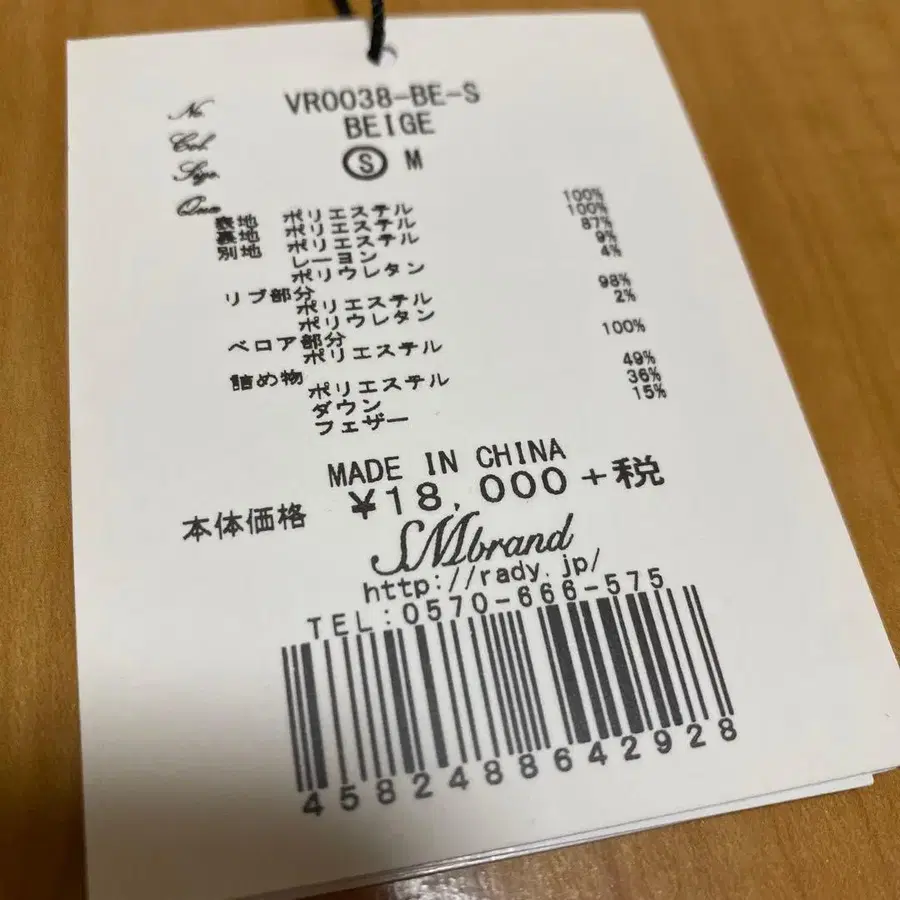 No. VR0038-BE-S
Col. BEIGE
Size. S M
Qua
表地 ポリエステル 100%
裏地 ポリエステル 100%
別地 ポリエステル 87%
レーヨン 9%
ポリウレタン 4%
リブ部分
ポリエステル 98%
ポリウレタン 2%
ベロア部分
ポリエステル 100%
詰め物
ポリエステル 49%
ダウン 36%
フェザー 15%
MADE IN CHINA
本体価格 ¥18,000+税
SMbrand
http://rady.jp/
TEL:0570-666-575
4582488642928